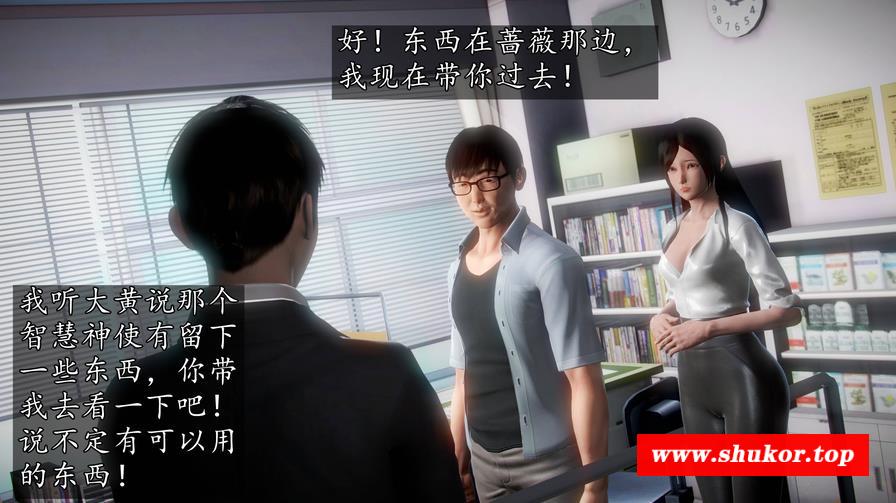 好！东西在蔷薇那边，
我现在带你过去！
我听大黄说那个
智慧神使有留下
一些东西，你带
我去看一下吧！
说不定有可以用
的东西！
www.shukor.top